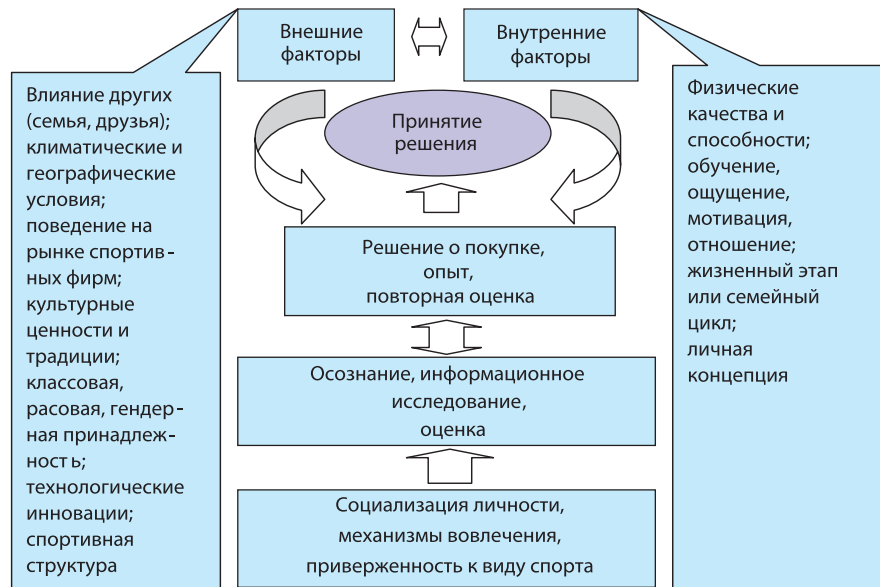 Внешние
факторы
Внутренние
факторы
Влияние других
(семья, друзья);
климатические и
географические
условия;
поведение на
рынке спортив-
ных фирм;
культурные
ценности и
традиции;
классовая,
расовая, гендер-
ная принадлеж-
ность;
технологические
инновации;
спортивная
структура
Принятие
решения
Решение о покупке,
опыт,
повторная оценка
Осознание, информационное
исследование,
оценка
Социализация личности,
механизмы вовлечения,
приверженность к виду спорта
Физические
качества и
способности;
обучение,
ощущение,
мотивация,
отношение;
жизненный этап
или семейный
цикл;
личная
концепция